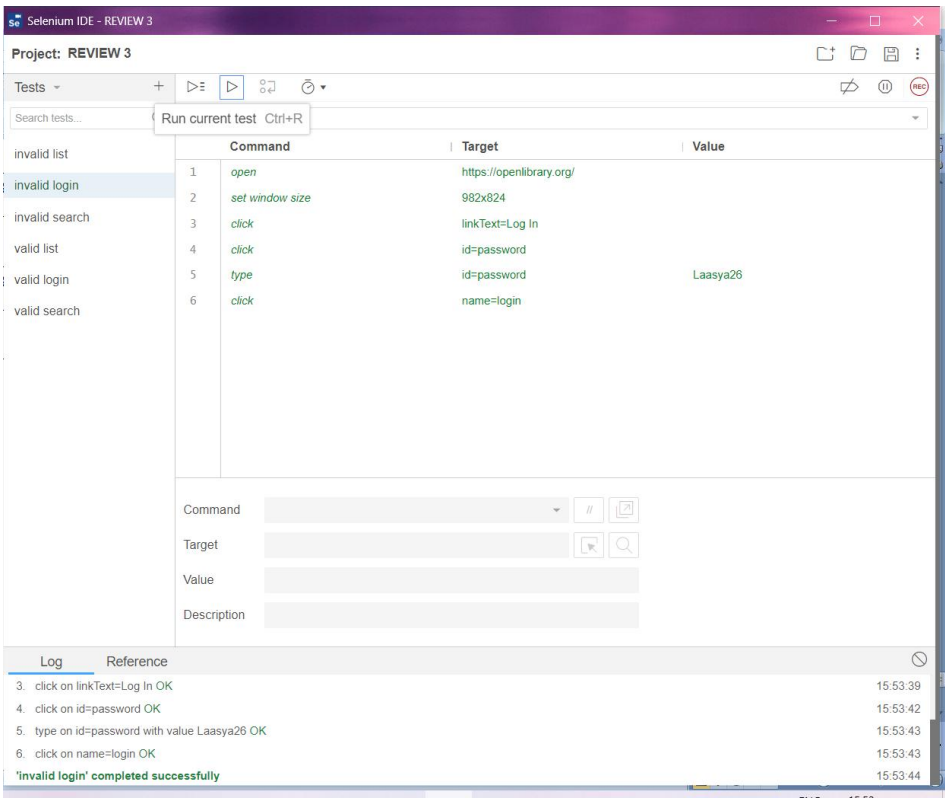 Se Selenium IDE - REVIEW 3
Project: REVIEW 3
Tests
REC
Search tests...
Run current test Ctrl+R
Command Target Value
invalid list
invalid login
invalid search
valid list
valid login
valid search
1 open https://openlibrary.org/
2 set window size 982x824
3 click linkText=Log In
4 click id=password
5 type id=password Laasya26
6 click name=login
Command //
Target
Value
Description
Log Reference
3. click on linkText=Log In OK 15:53:39
4. click on id=password OK 15:53:42
5. type on id=password with value Laasya26 OK 15:53:43
6. click on name=login OK 15:53:43
'invalid login' completed successfully 15:53:44